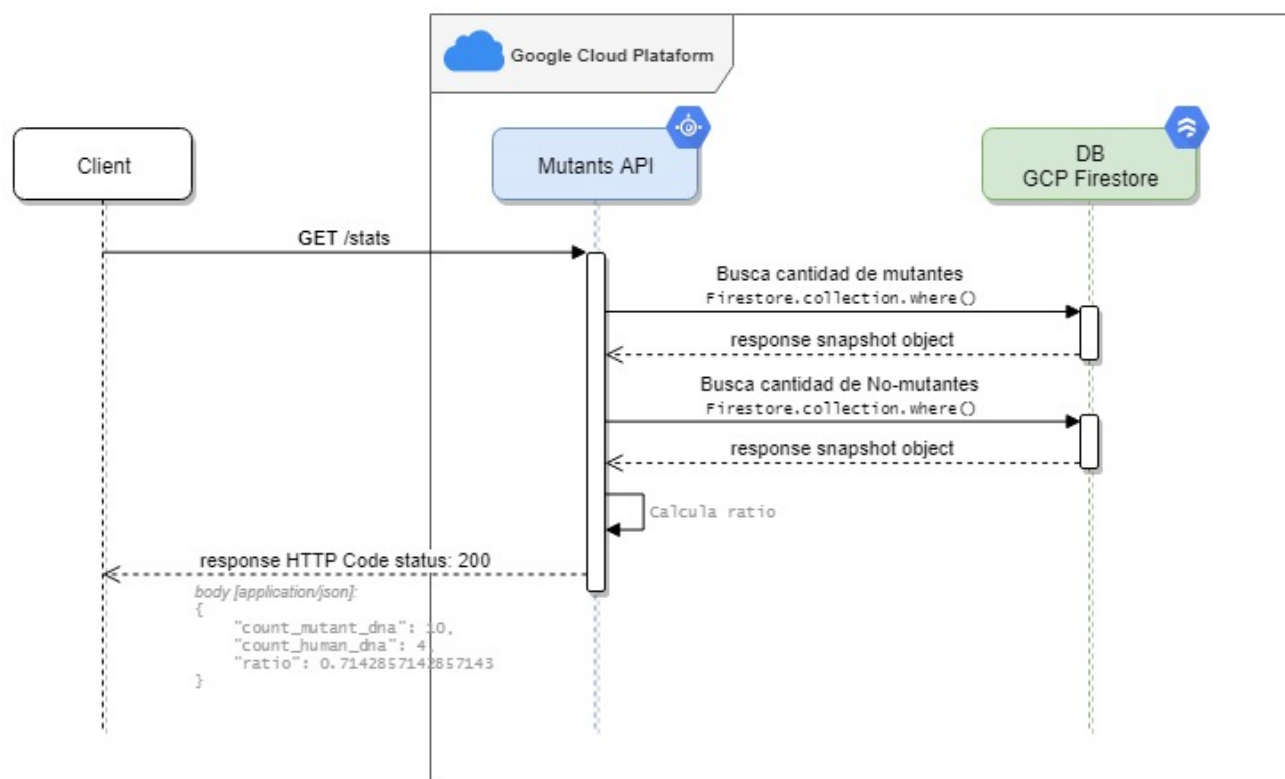 Google Cloud Plataform
Client
Mutants API
DB
GCP Firestore
GET /stats
Busca cantidad de mutantes
Firestore.collection.where()
response snapshot object
Busca cantidad de No-mutantes
Firestore.collection.where()
response snapshot object
Calcula ratio
response HTTP Code status: 200
body [application/json]:
{
"count_mutant_dna": 10,
"count_human_dna": 4,
"ratio": 0.7142857142857143
}